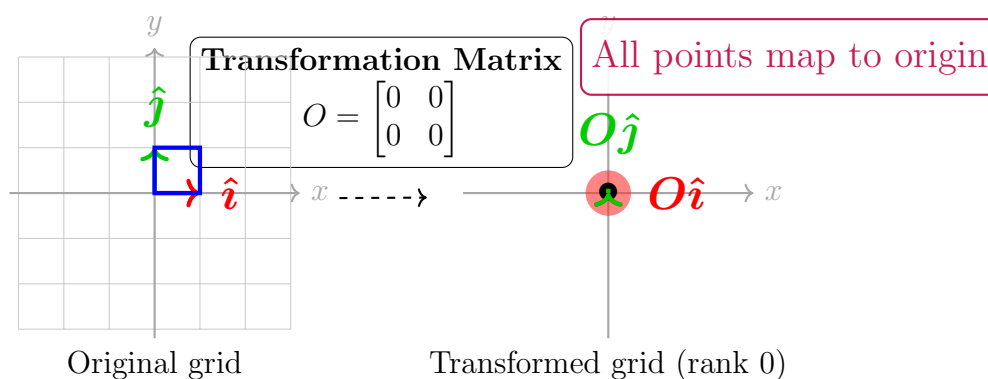 y
y
All points map to origin
Transformation Matrix
O = [0 0
0 0]
ĵ
Oĵ
î
x
Oî
x
Original grid
Transformed grid (rank 0)